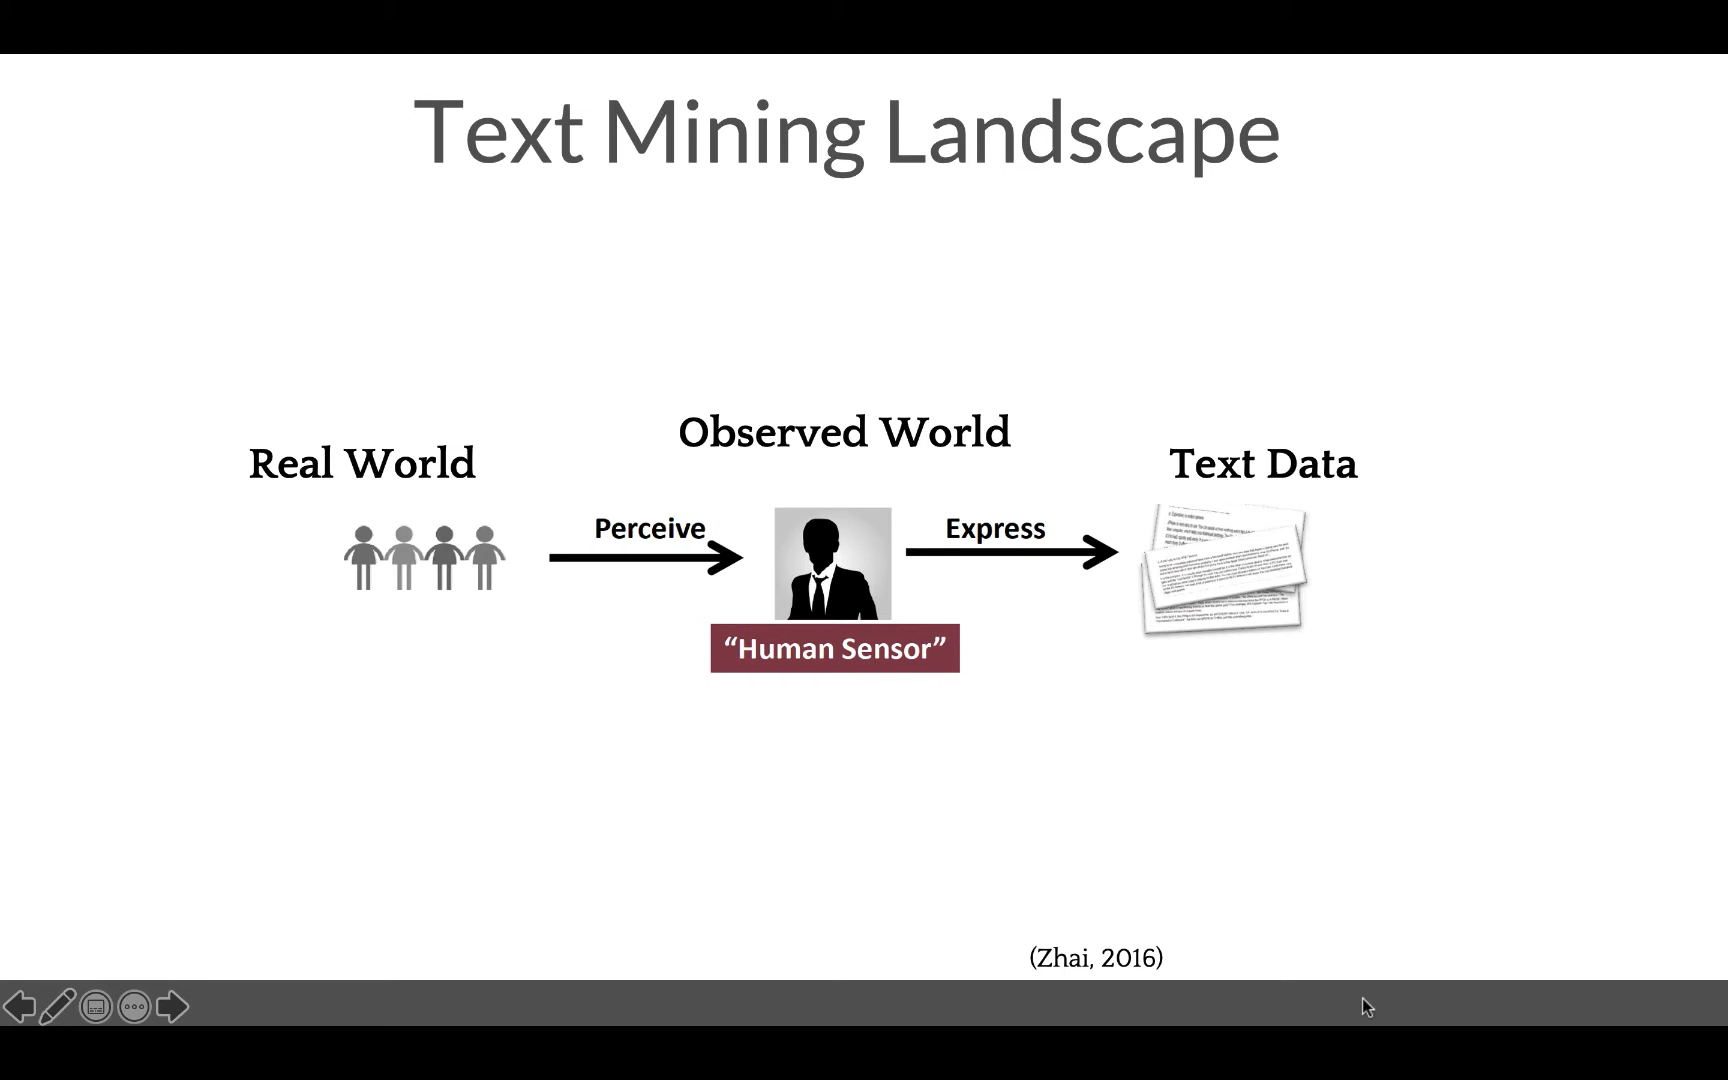 Text Mining Landscape
Observed World
Real World
Text Data
Perceive
Express
“Human Sensor”
(Zhai, 2016)